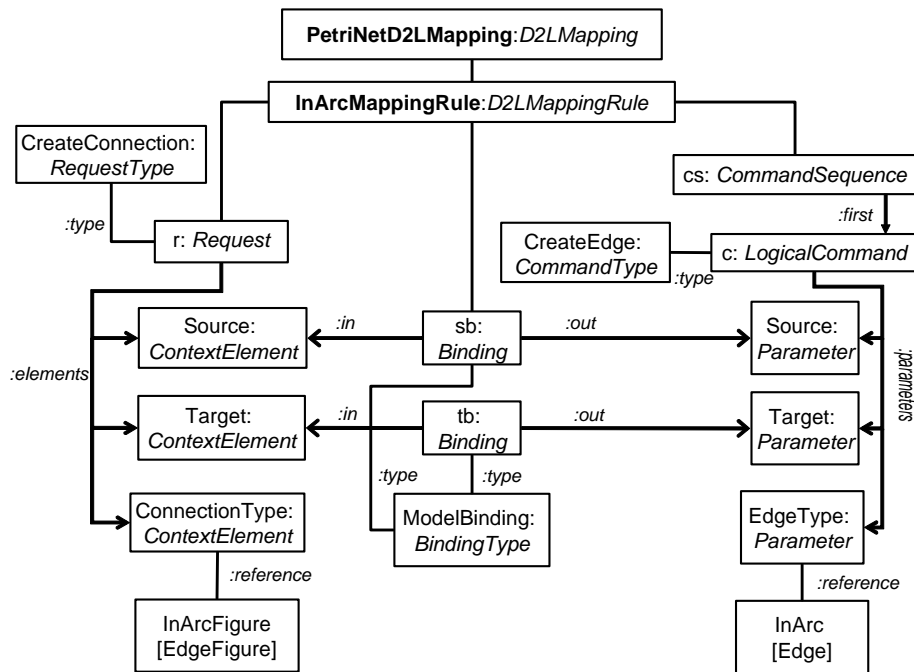 PetriNetD2LMapping:D2LMapping
InArcMappingRule:D2LMappingRule
CreateConnection:
RequestType
cs: CommandSequence
:type
:first
r: Request
CreateEdge:
CommandType
:type
c: LogicalCommand
Source:
ContextElement
:in
sb:
Binding
:out
Source:
Parameter
:elements
:parameters
Target:
ContextElement
:in
tb:
Binding
:out
Target:
Parameter
:type
:type
ConnectionType:
ContextElement
ModelBinding:
BindingType
EdgeType:
Parameter
:reference
:reference
InArcFigure
[EdgeFigure]
InArc
[Edge]